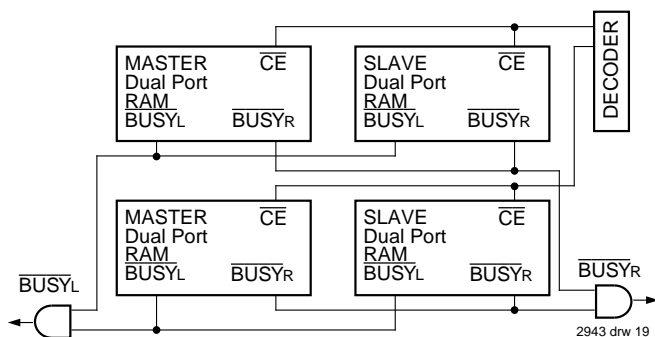 MASTER
Dual Port
RAM
BUSYL
CE
BUSYR
SLAVE
Dual Port
RAM
BUSYL
CE
BUSYR
DECODER
MASTER
Dual Port
RAM
BUSYL
CE
BUSYR
SLAVE
Dual Port
RAM
BUSYL
CE
BUSYR
BUSYL
BUSYR
2943 drw 19